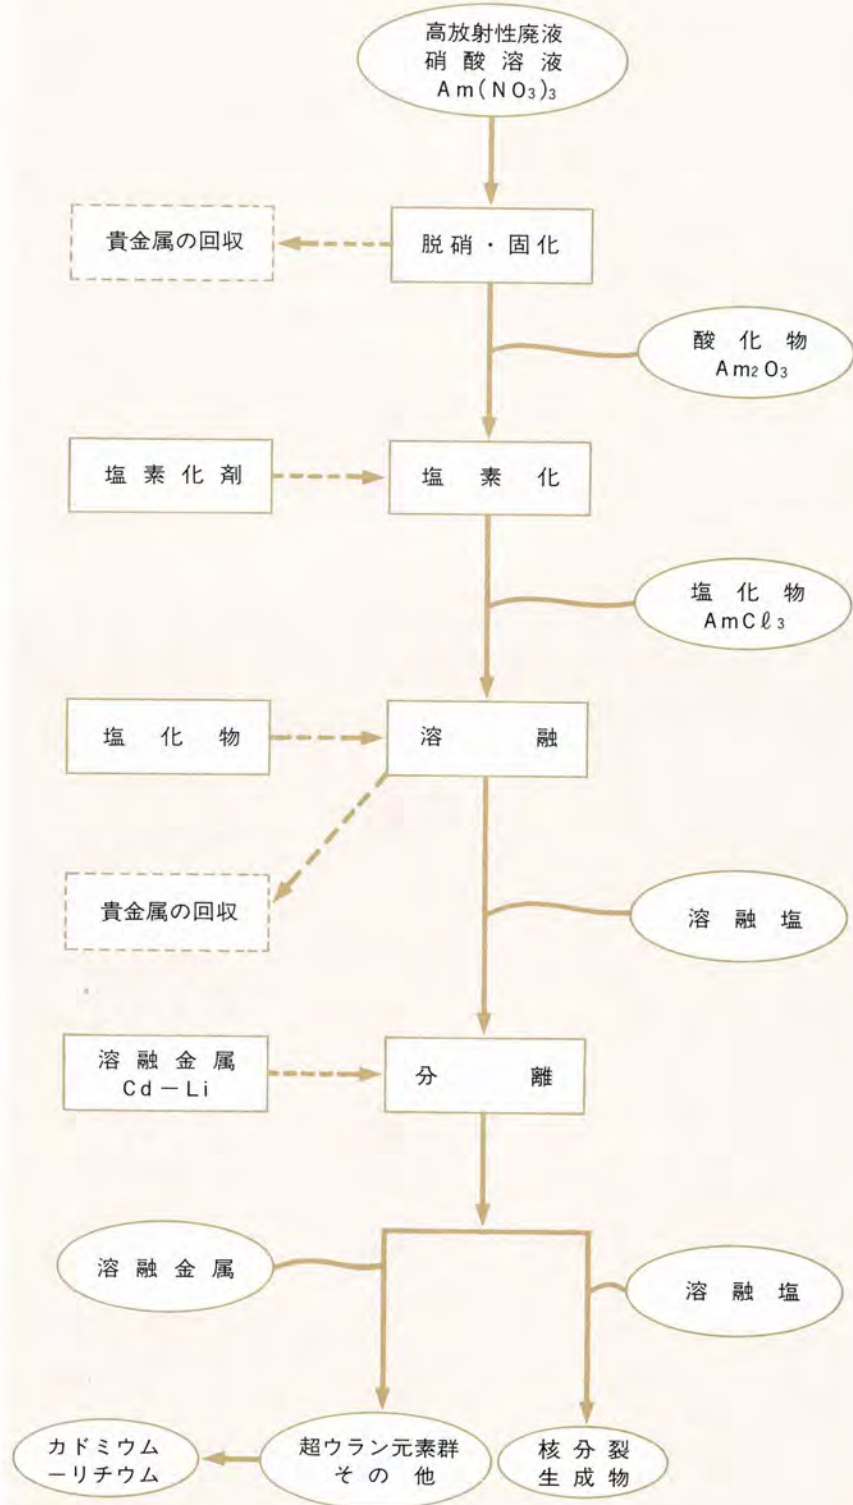 高放射性廃液
硝酸溶液
Am(NO₃)₃
貴金属の回収
脱硝・固化
酸化物
Am₂O₃
塩素化剤
塩素化
塩化物
AmCℓ₃
塩化物
溶融
貴金属の回収
溶融塩
溶融金属
Cd－Li
分離
溶融金属
溶融塩
カドミウム
－リチウム
超ウラン元素群
その他
核分裂
生成物